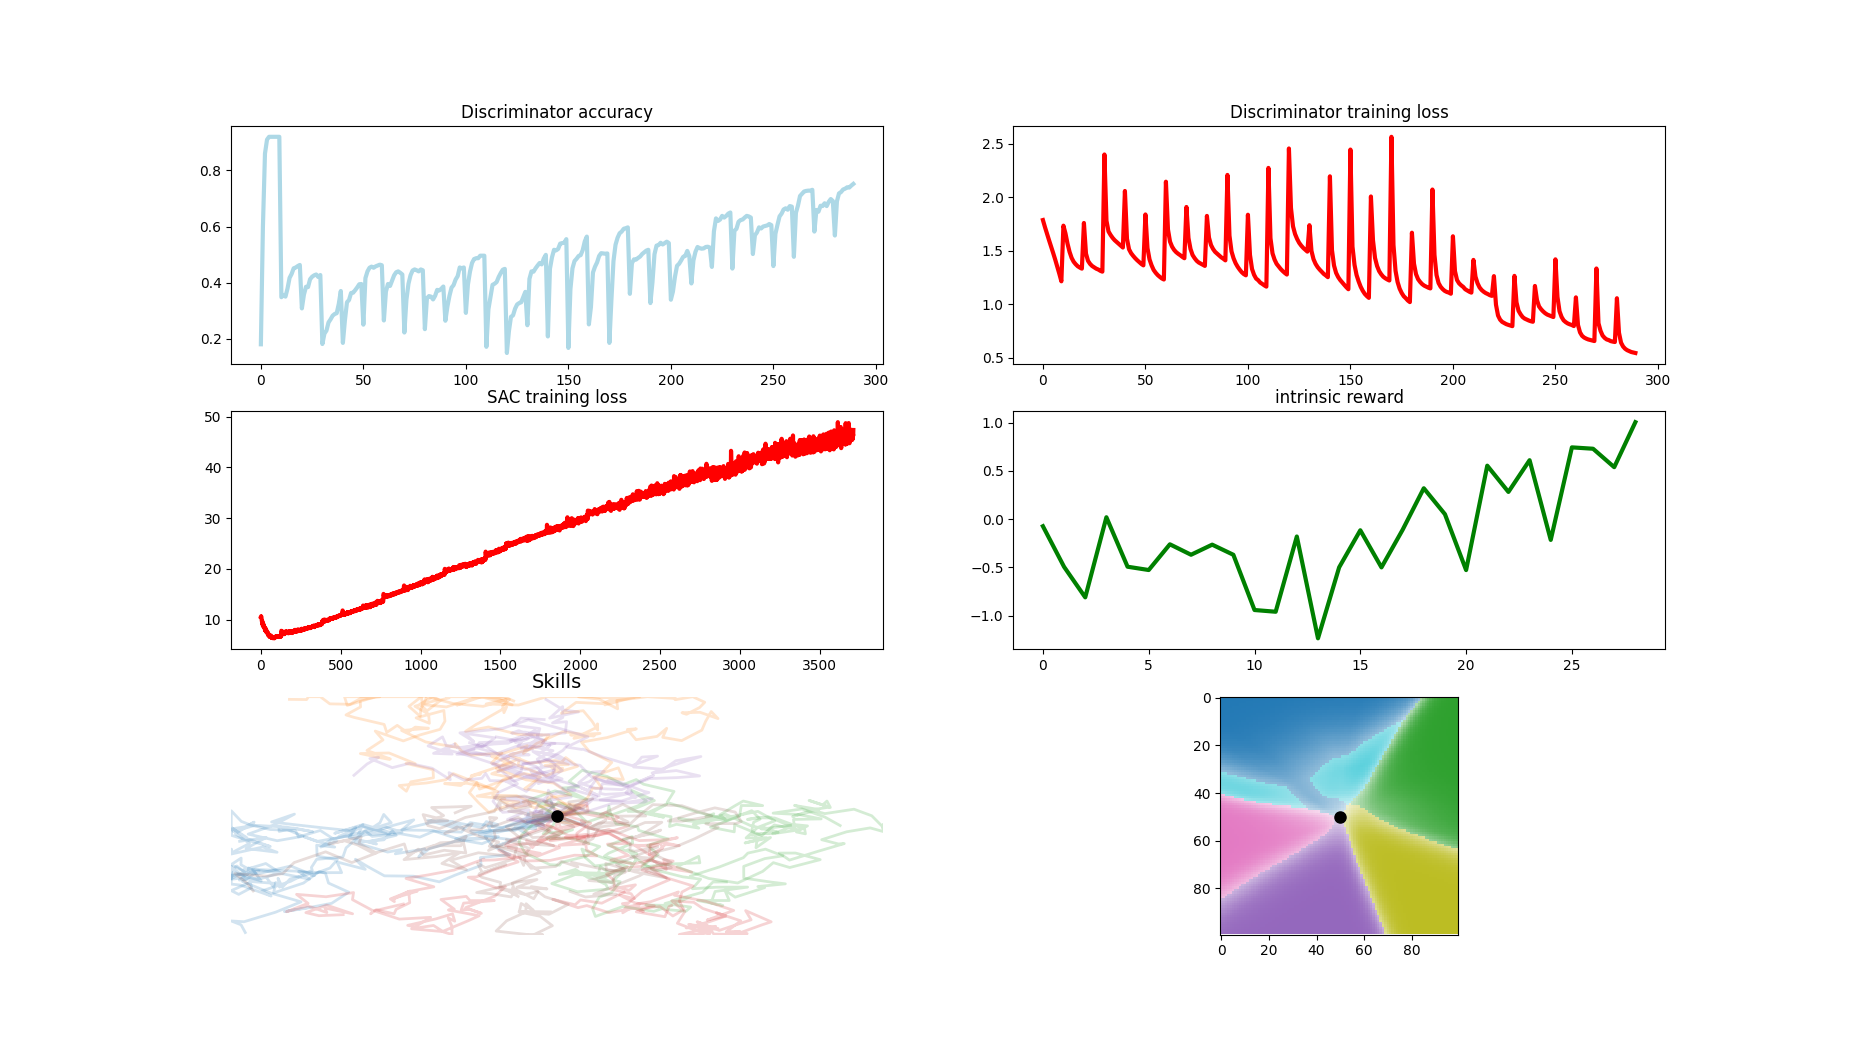 Discriminator accuracy
0.8
0.6
0.4
0.2
0 50 100 150 200 250 300
Discriminator training loss
2.5
2.0
1.5
1.0
0.5
0 50 100 150 200 250 300
SAC training loss
50
40
30
20
10
0 500 1000 1500 2000 2500 3000 3500
intrinsic reward
1.0
0.5
0.0
−0.5
−1.0
0 5 10 15 20 25
Skills
0
20
40
60
80
0 20 40 60 80